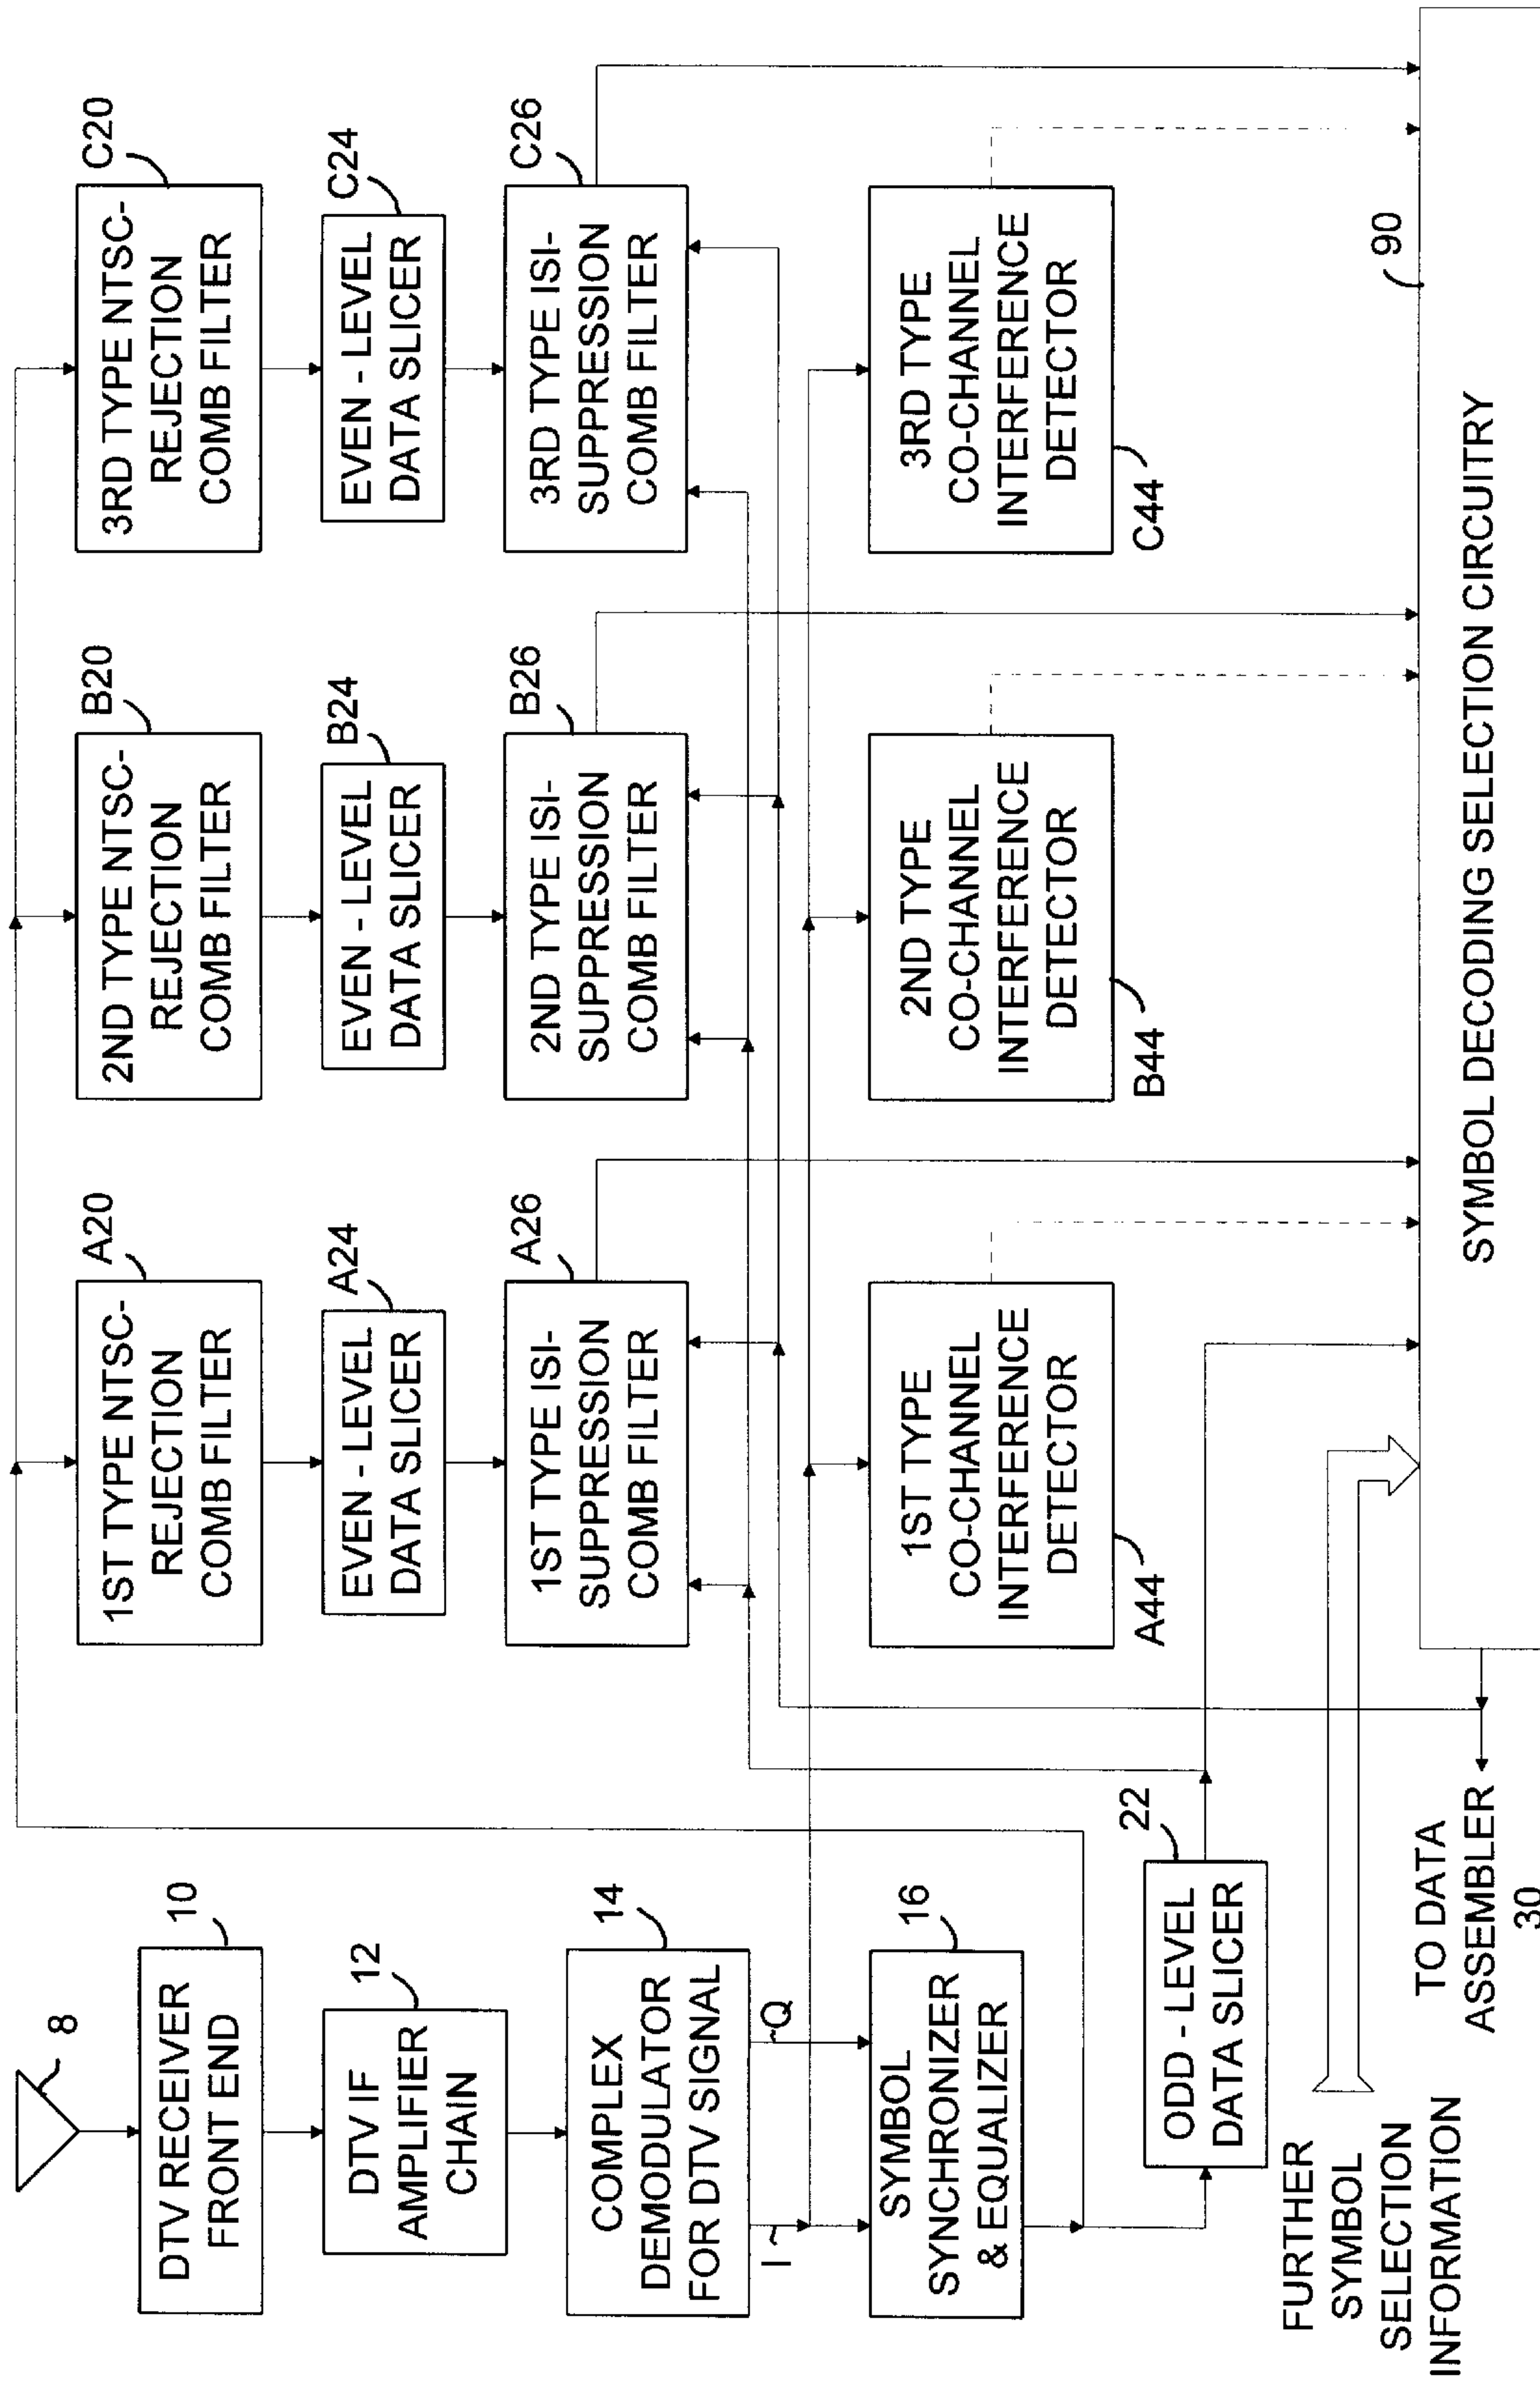 8
DTV RECEIVER
FRONT END
10
DTV IF
AMPLIFIER
CHAIN
12
COMPLEX
DEMODULATOR
FOR DTV SIGNAL
14
I
Q
SYMBOL
SYNCHRONIZER
& EQUALIZER
16
ODD - LEVEL
DATA SLICER
22
FURTHER
SYMBOL
SELECTION
INFORMATION
TO DATA
ASSEMBLER
30
1ST TYPE NTSC-
REJECTION
COMB FILTER
A20
EVEN - LEVEL
DATA SLICER
A24
1ST TYPE ISI-
SUPPRESSION
COMB FILTER
A26
1ST TYPE
CO-CHANNEL
INTERFERENCE
DETECTOR
A44
2ND TYPE NTSC-
REJECTION
COMB FILTER
B20
EVEN - LEVEL
DATA SLICER
B24
2ND TYPE ISI-
SUPPRESSION
COMB FILTER
B26
2ND TYPE
CO-CHANNEL
INTERFERENCE
DETECTOR
B44
3RD TYPE NTSC-
REJECTION
COMB FILTER
C20
EVEN - LEVEL
DATA SLICER
C24
3RD TYPE ISI-
SUPPRESSION
COMB FILTER
C26
3RD TYPE
CO-CHANNEL
INTERFERENCE
DETECTOR
C44
90
SYMBOL DECODING SELECTION CIRCUITRY